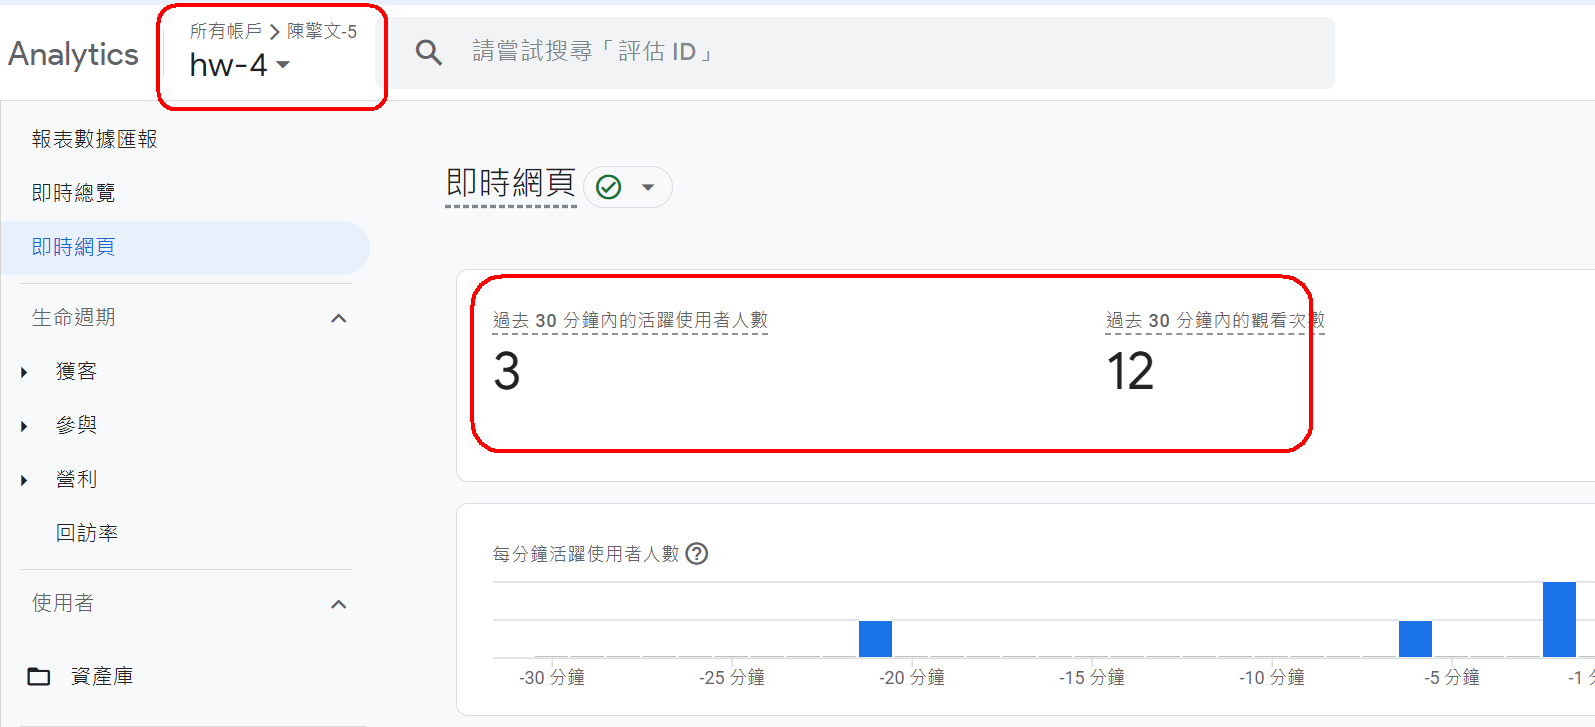 Analytics
所有帳戶 > 陳擎文-5
hw-4
請嘗試搜尋「評估 ID」
報表數據匯報
即時總覽
即時網頁
生命週期
獲客
參與
營利
回訪率
使用者
資產庫
即時網頁
過去 30 分鐘內的活躍使用者人數
3
過去 30 分鐘內的觀看次數
12
每分鐘活躍使用者人數
-30 分鐘
-25 分鐘
-20 分鐘
-15 分鐘
-10 分鐘
-5 分鐘
-1